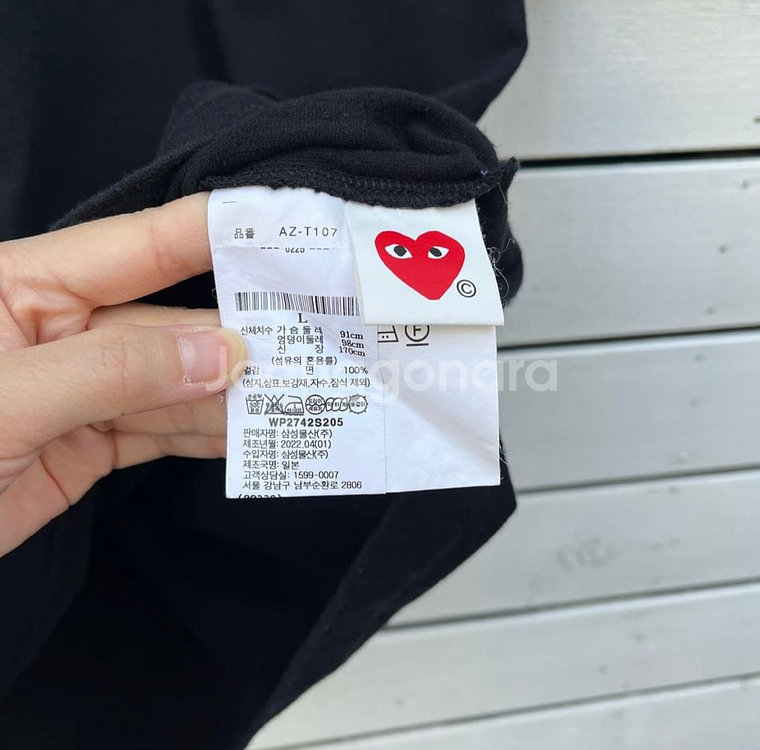 品番 AZ-T107
L
신체치수 가슴둘레 91cm
엉덩이둘레 98cm
신 장 170cm
(섬유의 혼용률)
겉감 면 100%
(심지,상표,보강재,자수,장식 제외)
WP2742S205
판매자명: 삼성물산(주)
제조년월: 2022.04(01)
수입자명: 삼성물산(주)
제조국명: 일본
고객상담실: 1599-0007
서울 강남구 남부순환로 2806
©